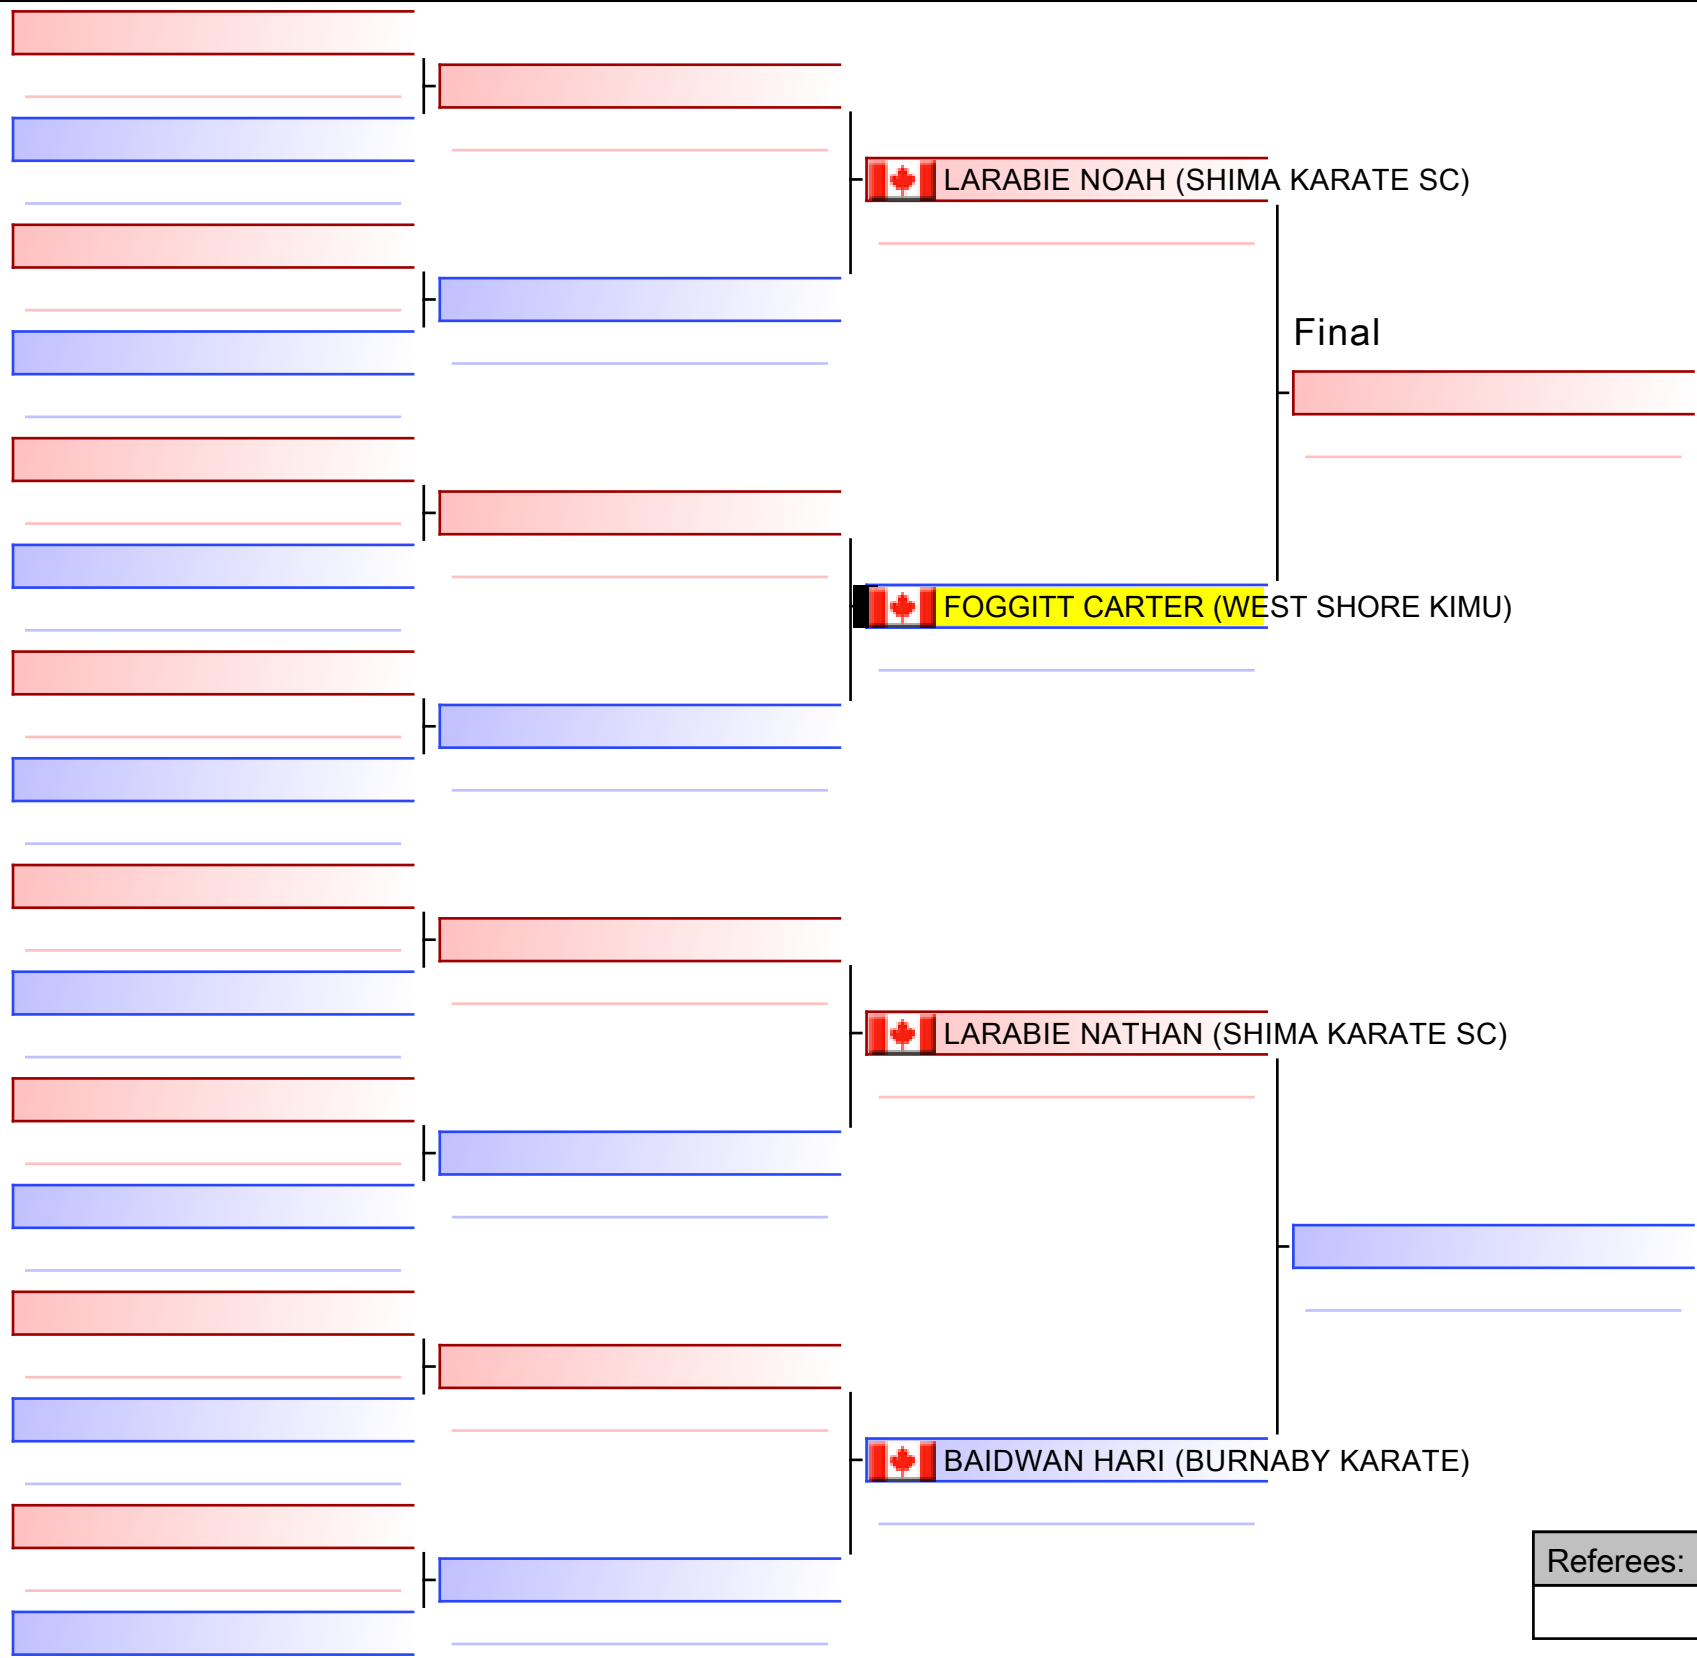 LARABIE NOAH (SHIMA KARATE SC)
Final
FOGGITT CARTER (WEST SHORE KIMU)
LARABIE NATHAN (SHIMA KARATE SC)
BAIDWAN HARI (BURNABY KARATE)
Referees: